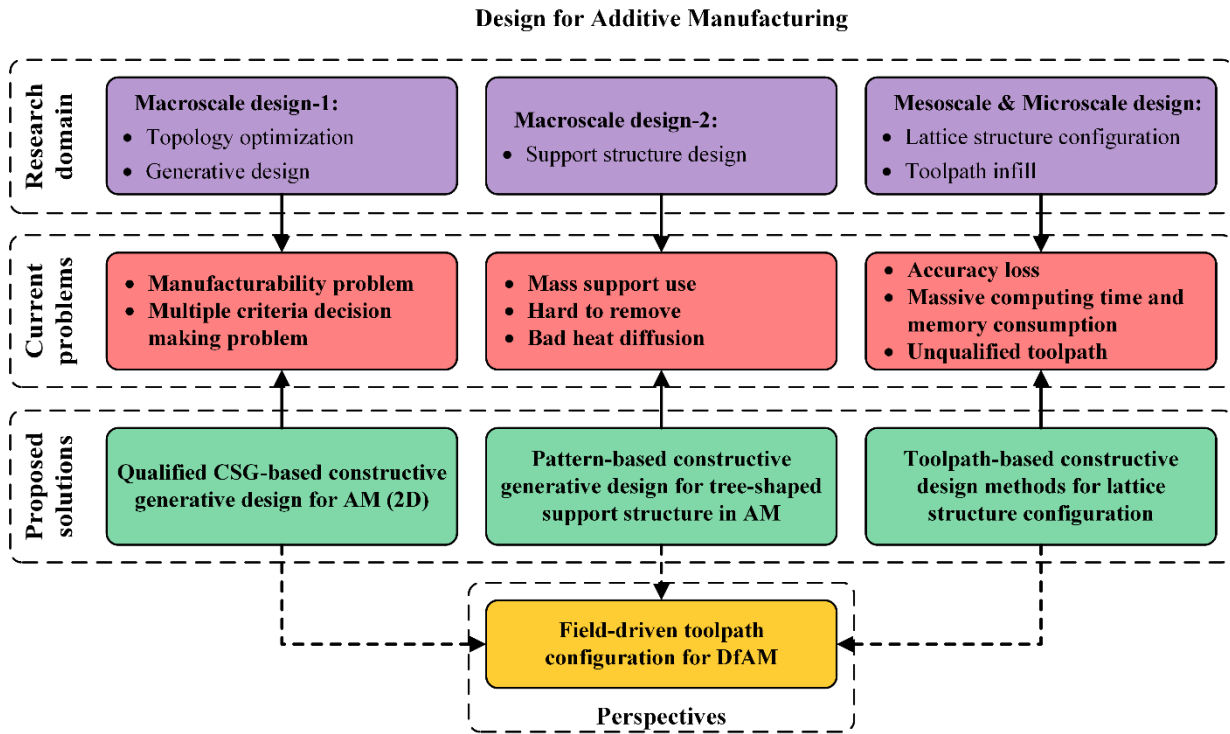 Design for Additive Manufacturing
Research
domain
Macroscale design-1:
• Topology optimization
• Generative design
Macroscale design-2:
• Support structure design
Mesoscale & Microscale design:
• Lattice structure configuration
• Toolpath infill
Current
problems
• Manufacturability problem
• Multiple criteria decision
making problem
• Mass support use
• Hard to remove
• Bad heat diffusion
• Accuracy loss
• Massive computing time and
memory consumption
• Unqualified toolpath
Proposed
solutions
Qualified CSG-based constructive
generative design for AM (2D)
Pattern-based constructive
generative design for tree-shaped
support structure in AM
Toolpath-based constructive
design methods for lattice
structure configuration
Field-driven toolpath
configuration for DfAM
Perspectives